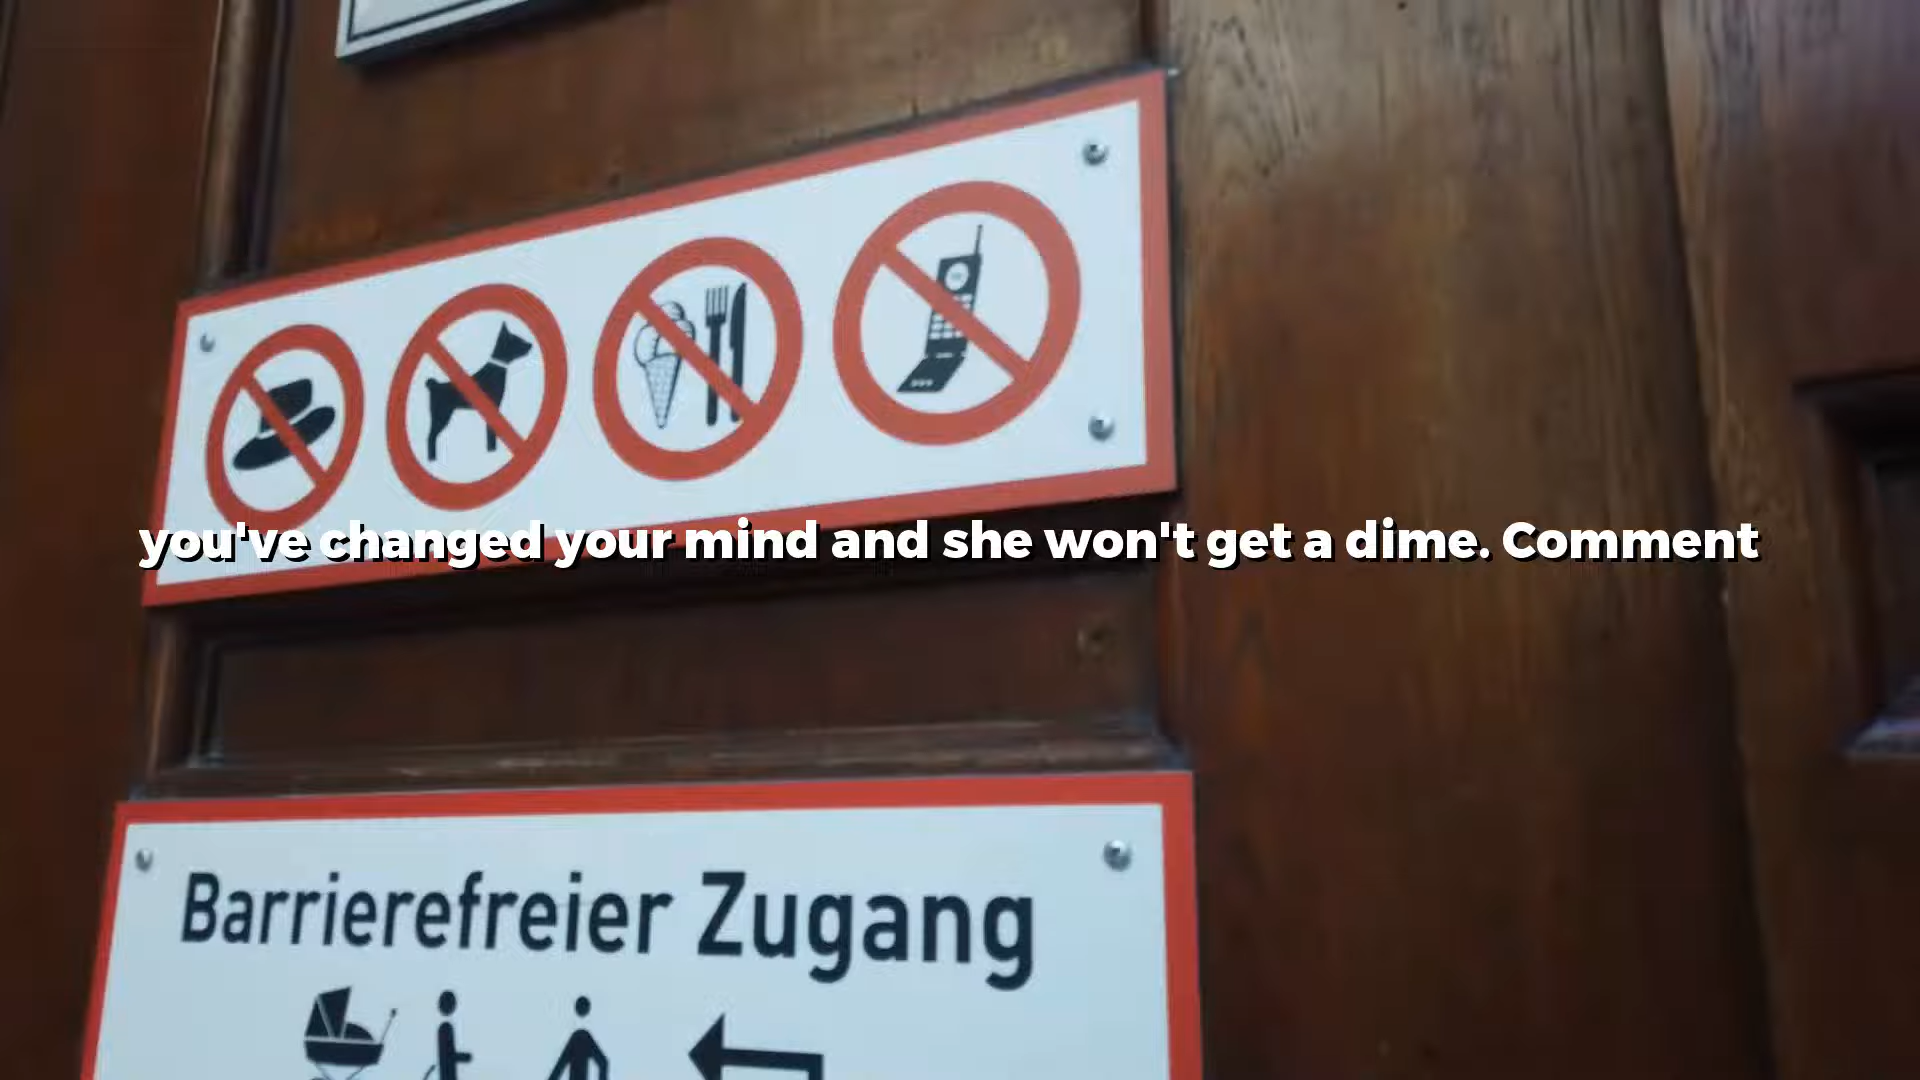 you've changed your mind and she won't get a dime. Comment
Barrierefreier Zugang